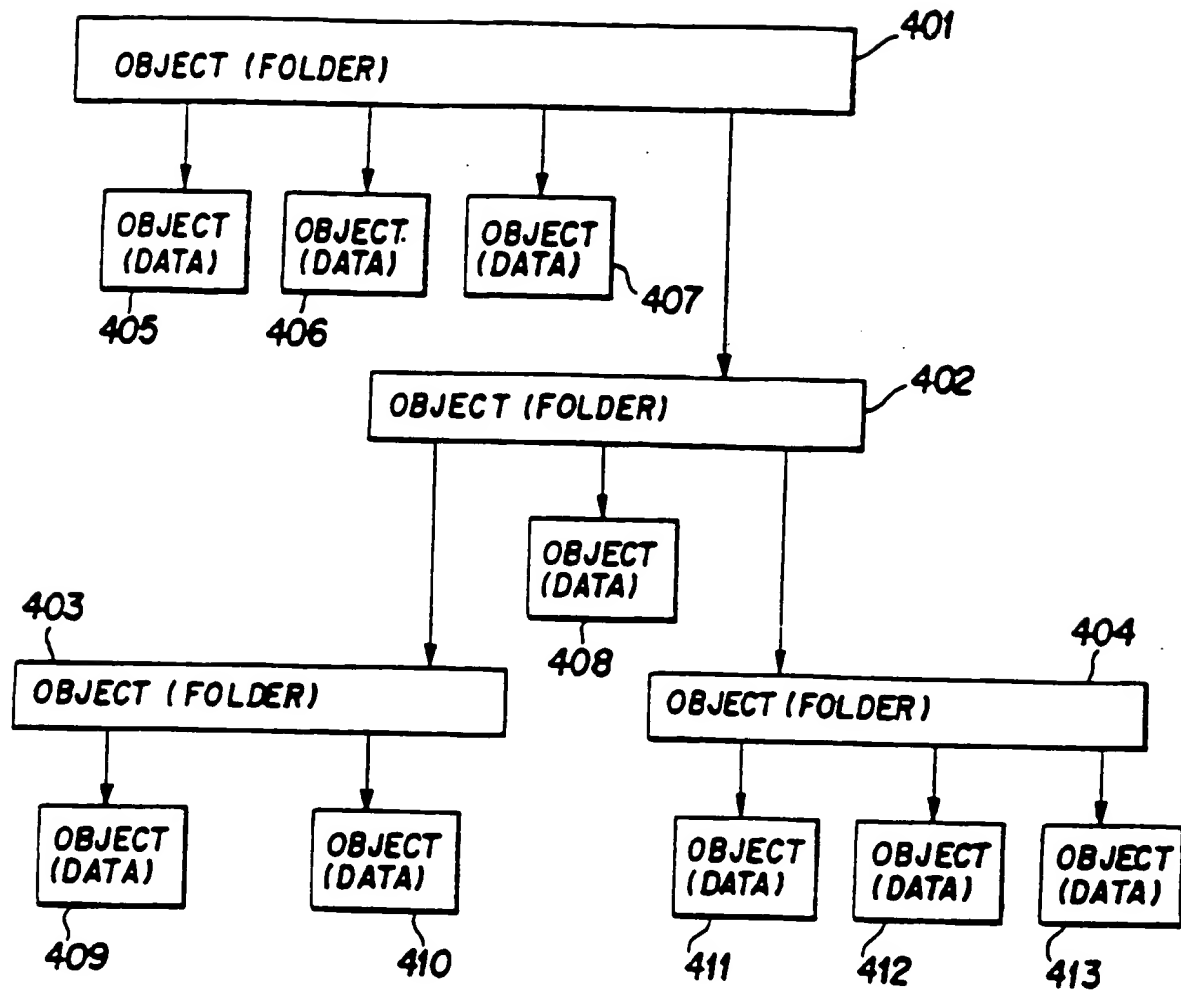 401
OBJECT (FOLDER)
OBJECT
(DATA)
OBJECT
(DATA)
OBJECT
(DATA)
405
406
407
402
OBJECT (FOLDER)
OBJECT
(DATA)
408
403
OBJECT (FOLDER)
404
OBJECT (FOLDER)
OBJECT
(DATA)
OBJECT
(DATA)
OBJECT
(DATA)
OBJECT
(DATA)
OBJECT
(DATA)
409
410
411
412
413